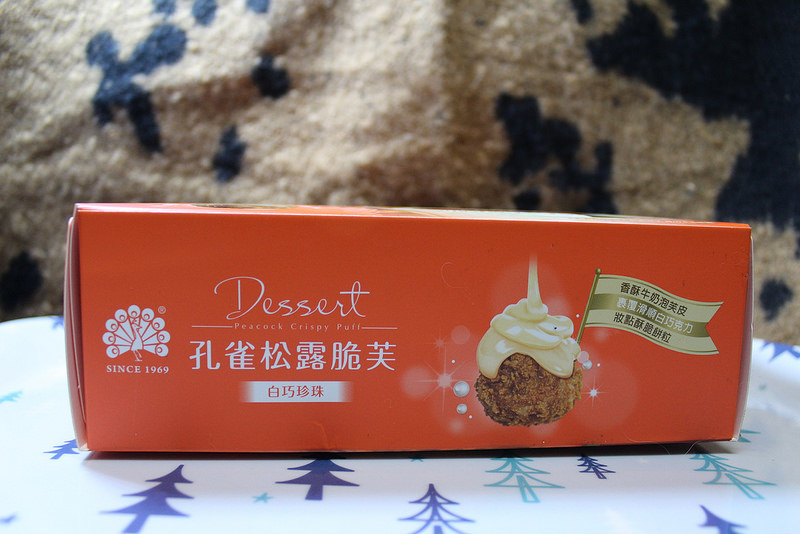 Dessert
Peacock Crispy Puff
孔雀松露脆芙
白巧珍珠
®
SINCE 1969
香酥牛奶泡芙皮
裹覆滑順白巧克力
妝點酥脆餅粒